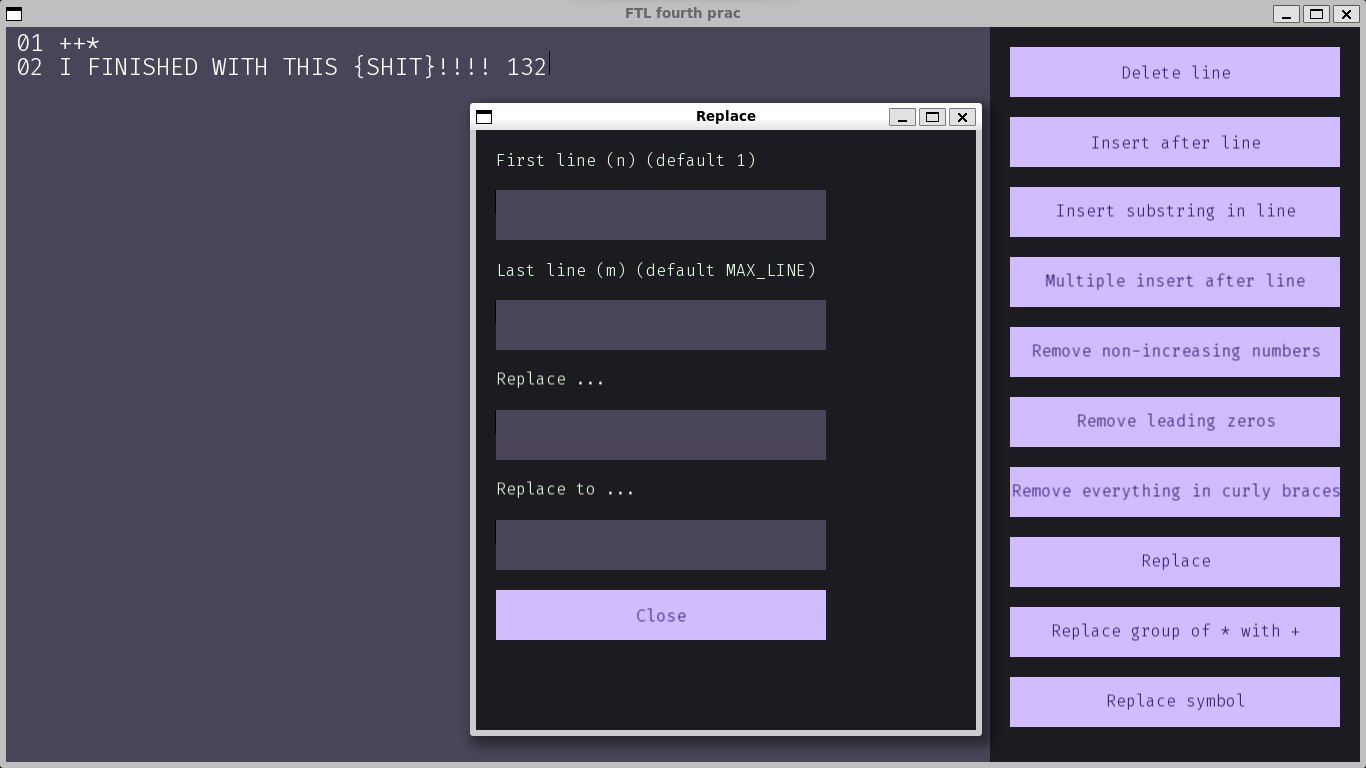 FTL fourth prac
01 ++*
02 I FINISHED WITH THIS {SHIT}!!!! 132
Replace
First line (n) (default 1)
Last line (m) (default MAX_LINE)
Replace ...
Replace to ...
Close
Delete line
Insert after line
Insert substring in line
Multiple insert after line
Remove non-increasing numbers
Remove leading zeros
Remove everything in curly braces
Replace
Replace group of * with +
Replace symbol